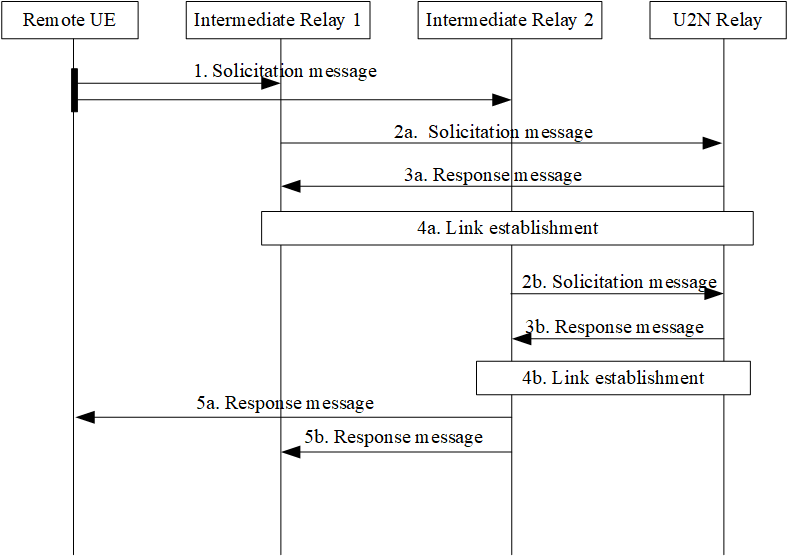 Remote UE
Intermediate Relay 1
Intermediate Relay 2
U2N Relay
1. Solicitation message
2a. Solicitation message
3a. Response message
4a. Link establishment
2b. Solicitation message
3b. Response message
4b. Link establishment
5a. Response message
5b. Response message